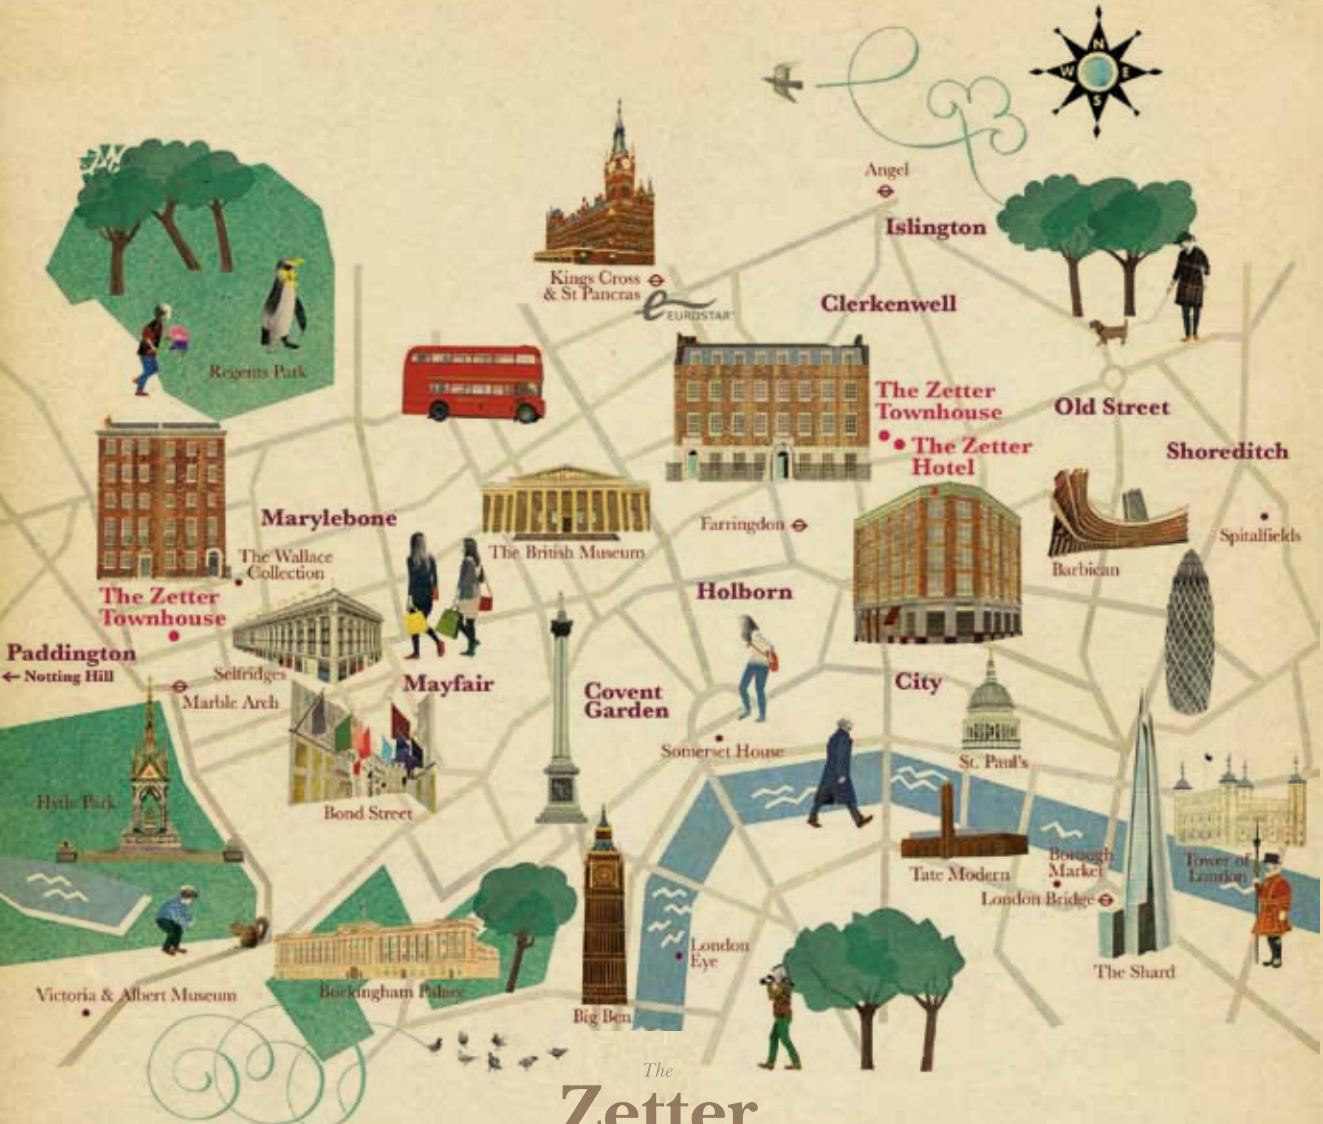 N
W
E
S
Angel
Islington
Kings Cross
& St Pancras
EUROSTAR
Clerkenwell
Regents Park
The Zetter
Townhouse
The Zetter
Hotel
Old Street
Shoreditch
Spitalfields
Marylebone
The Wallace
Collection
The British Museum
Farringdon
Barbican
The Zetter
Townhouse
Holborn
Paddington
← Notting Hill
Selfridges
Marble Arch
Mayfair
Covent
Garden
City
Somerset House
St. Paul's
Hyde Park
Bond Street
Tate Modern
Borough
Market
London Bridge
Tower of
London
London
Eye
The Shard
Victoria & Albert Museum
Buckingham Palace
Big Ben
The
Zetter